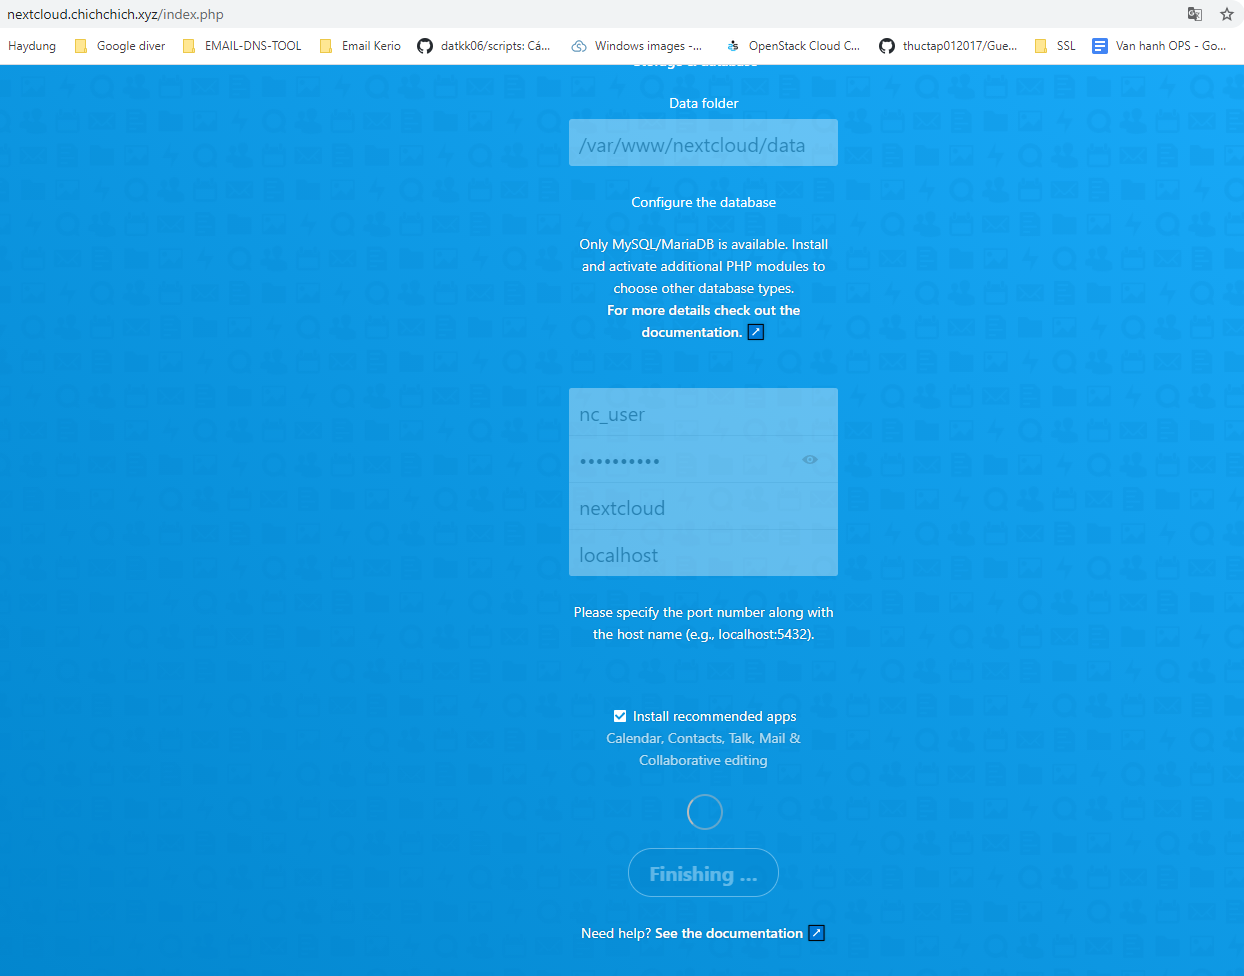 nextcloud.chichchich.xyz/index.php
Haydung Google diver EMAIL-DNS-TOOL Email Kerio datkk06/scripts: Cá... Windows images -... OpenStack Cloud C... thuctap012017/Gue... SSL Van hanh OPS - Go...
Storage & database
Data folder
/var/www/nextcloud/data
Configure the database
Only MySQL/MariaDB is available. Install
and activate additional PHP modules to
choose other database types.
For more details check out the
documentation.
nc_user
••••••••••
nextcloud
localhost
Please specify the port number along with
the host name (e.g., localhost:5432).
Install recommended apps
Calendar, Contacts, Talk, Mail &
Collaborative editing
Finishing ...
Need help? See the documentation